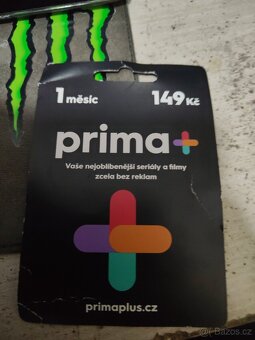 1 měsíc 149 Kč
prima+
Vaše nejoblíbenější seriály a filmy
zcela bez reklam
primaplus.cz
© Bazos.cz